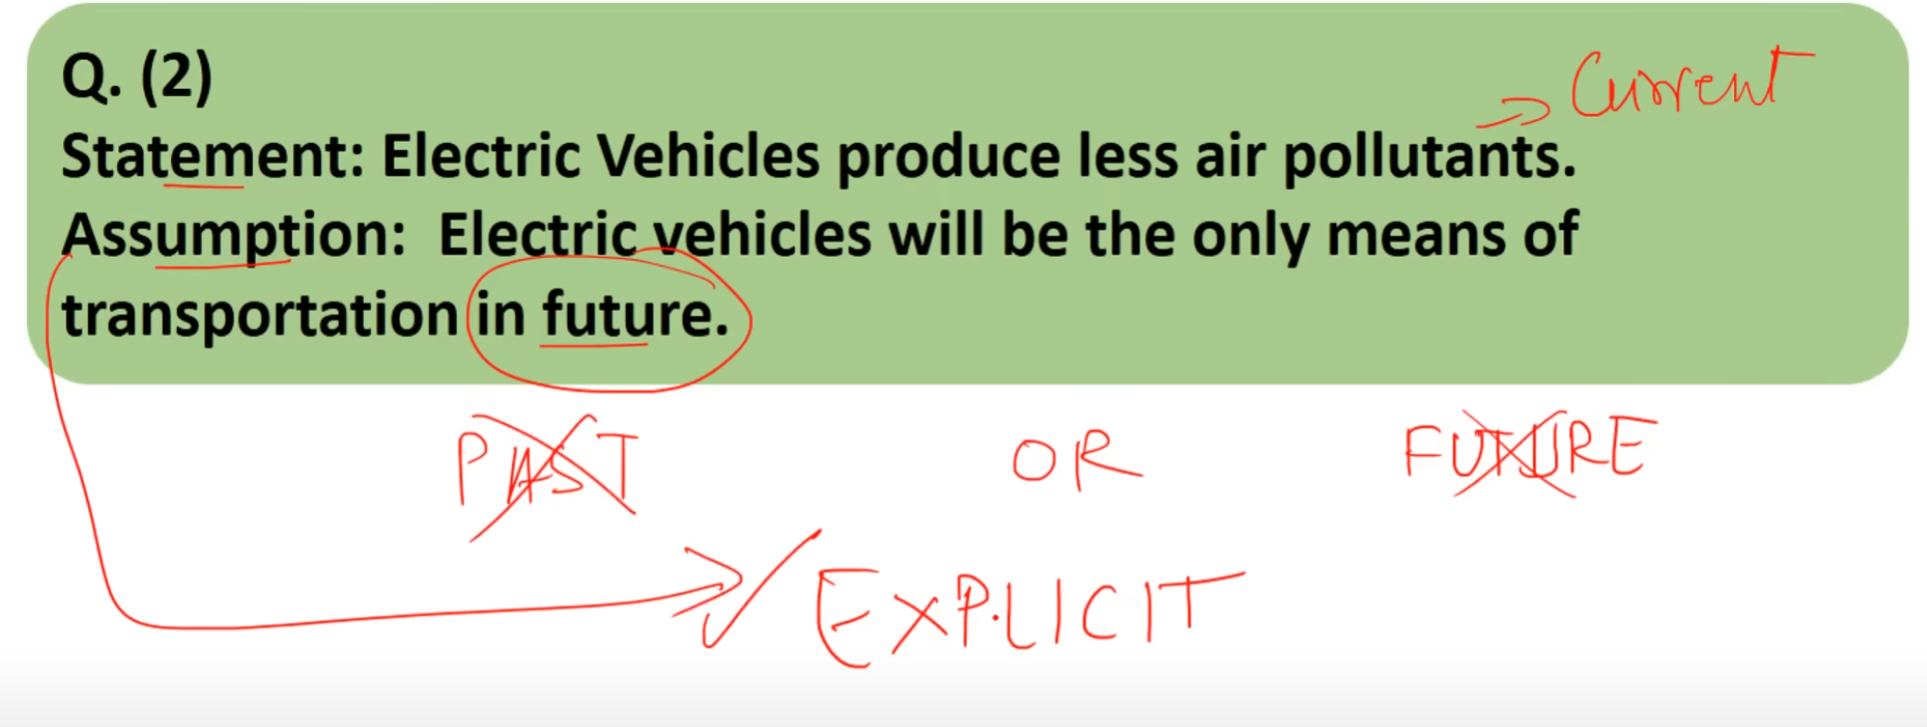 Q. (2)
Current
Statement: Electric Vehicles produce less air pollutants.
Assumption: Electric vehicles will be the only means of
transportation in future.
PAST OR FUTURE
EXPLICIT